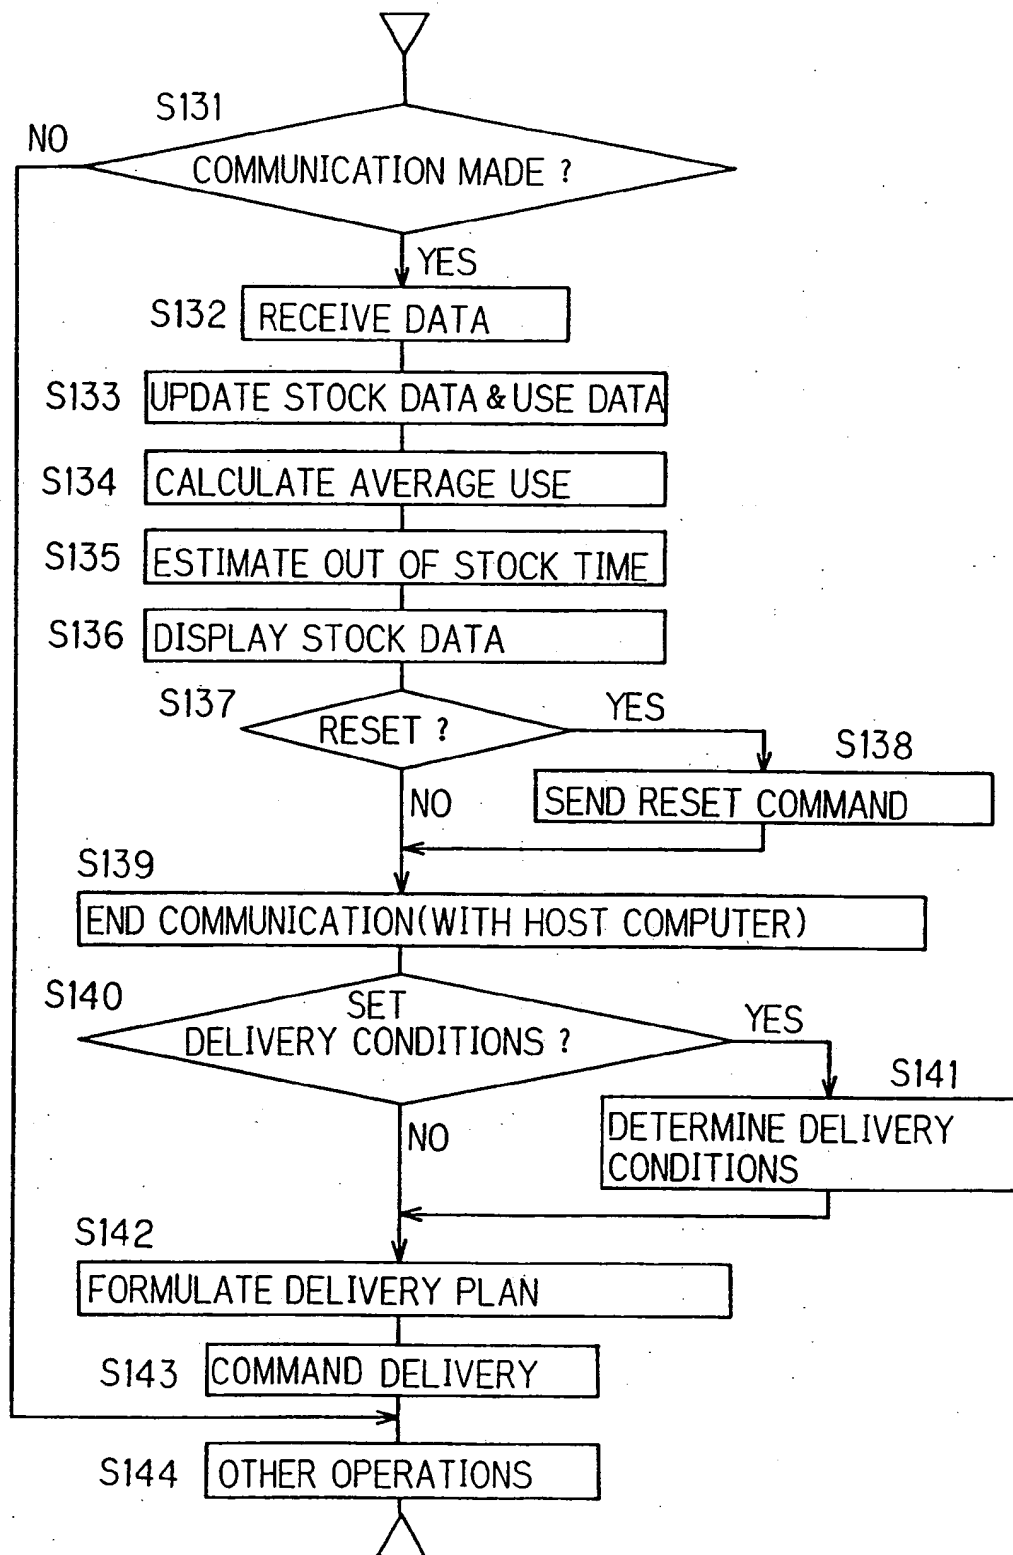 S131
NO
COMMUNICATION MADE ?
YES
S132
RECEIVE DATA
S133
UPDATE STOCK DATA & USE DATA
S134
CALCULATE AVERAGE USE
S135
ESTIMATE OUT OF STOCK TIME
S136
DISPLAY STOCK DATA
S137
RESET ?
YES
S138
SEND RESET COMMAND
NO
S139
END COMMUNICATION(WITH HOST COMPUTER)
S140
SET
DELIVERY CONDITIONS ?
YES
S141
DETERMINE DELIVERY
CONDITIONS
NO
S142
FORMULATE DELIVERY PLAN
S143
COMMAND DELIVERY
S144
OTHER OPERATIONS